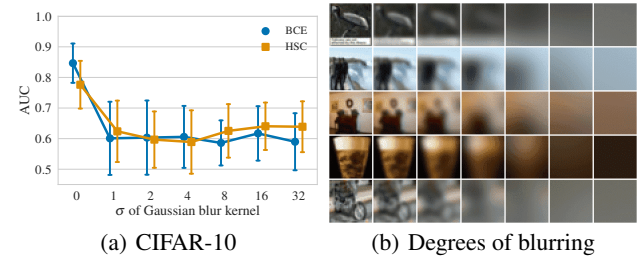 1.0
0.9
0.8
0.7
0.6
0.5
AUC
BCE
HSC
0 1 2 4 8 16 32
σ of Gaussian blur kernel
(a) CIFAR-10
(b) Degrees of blurring